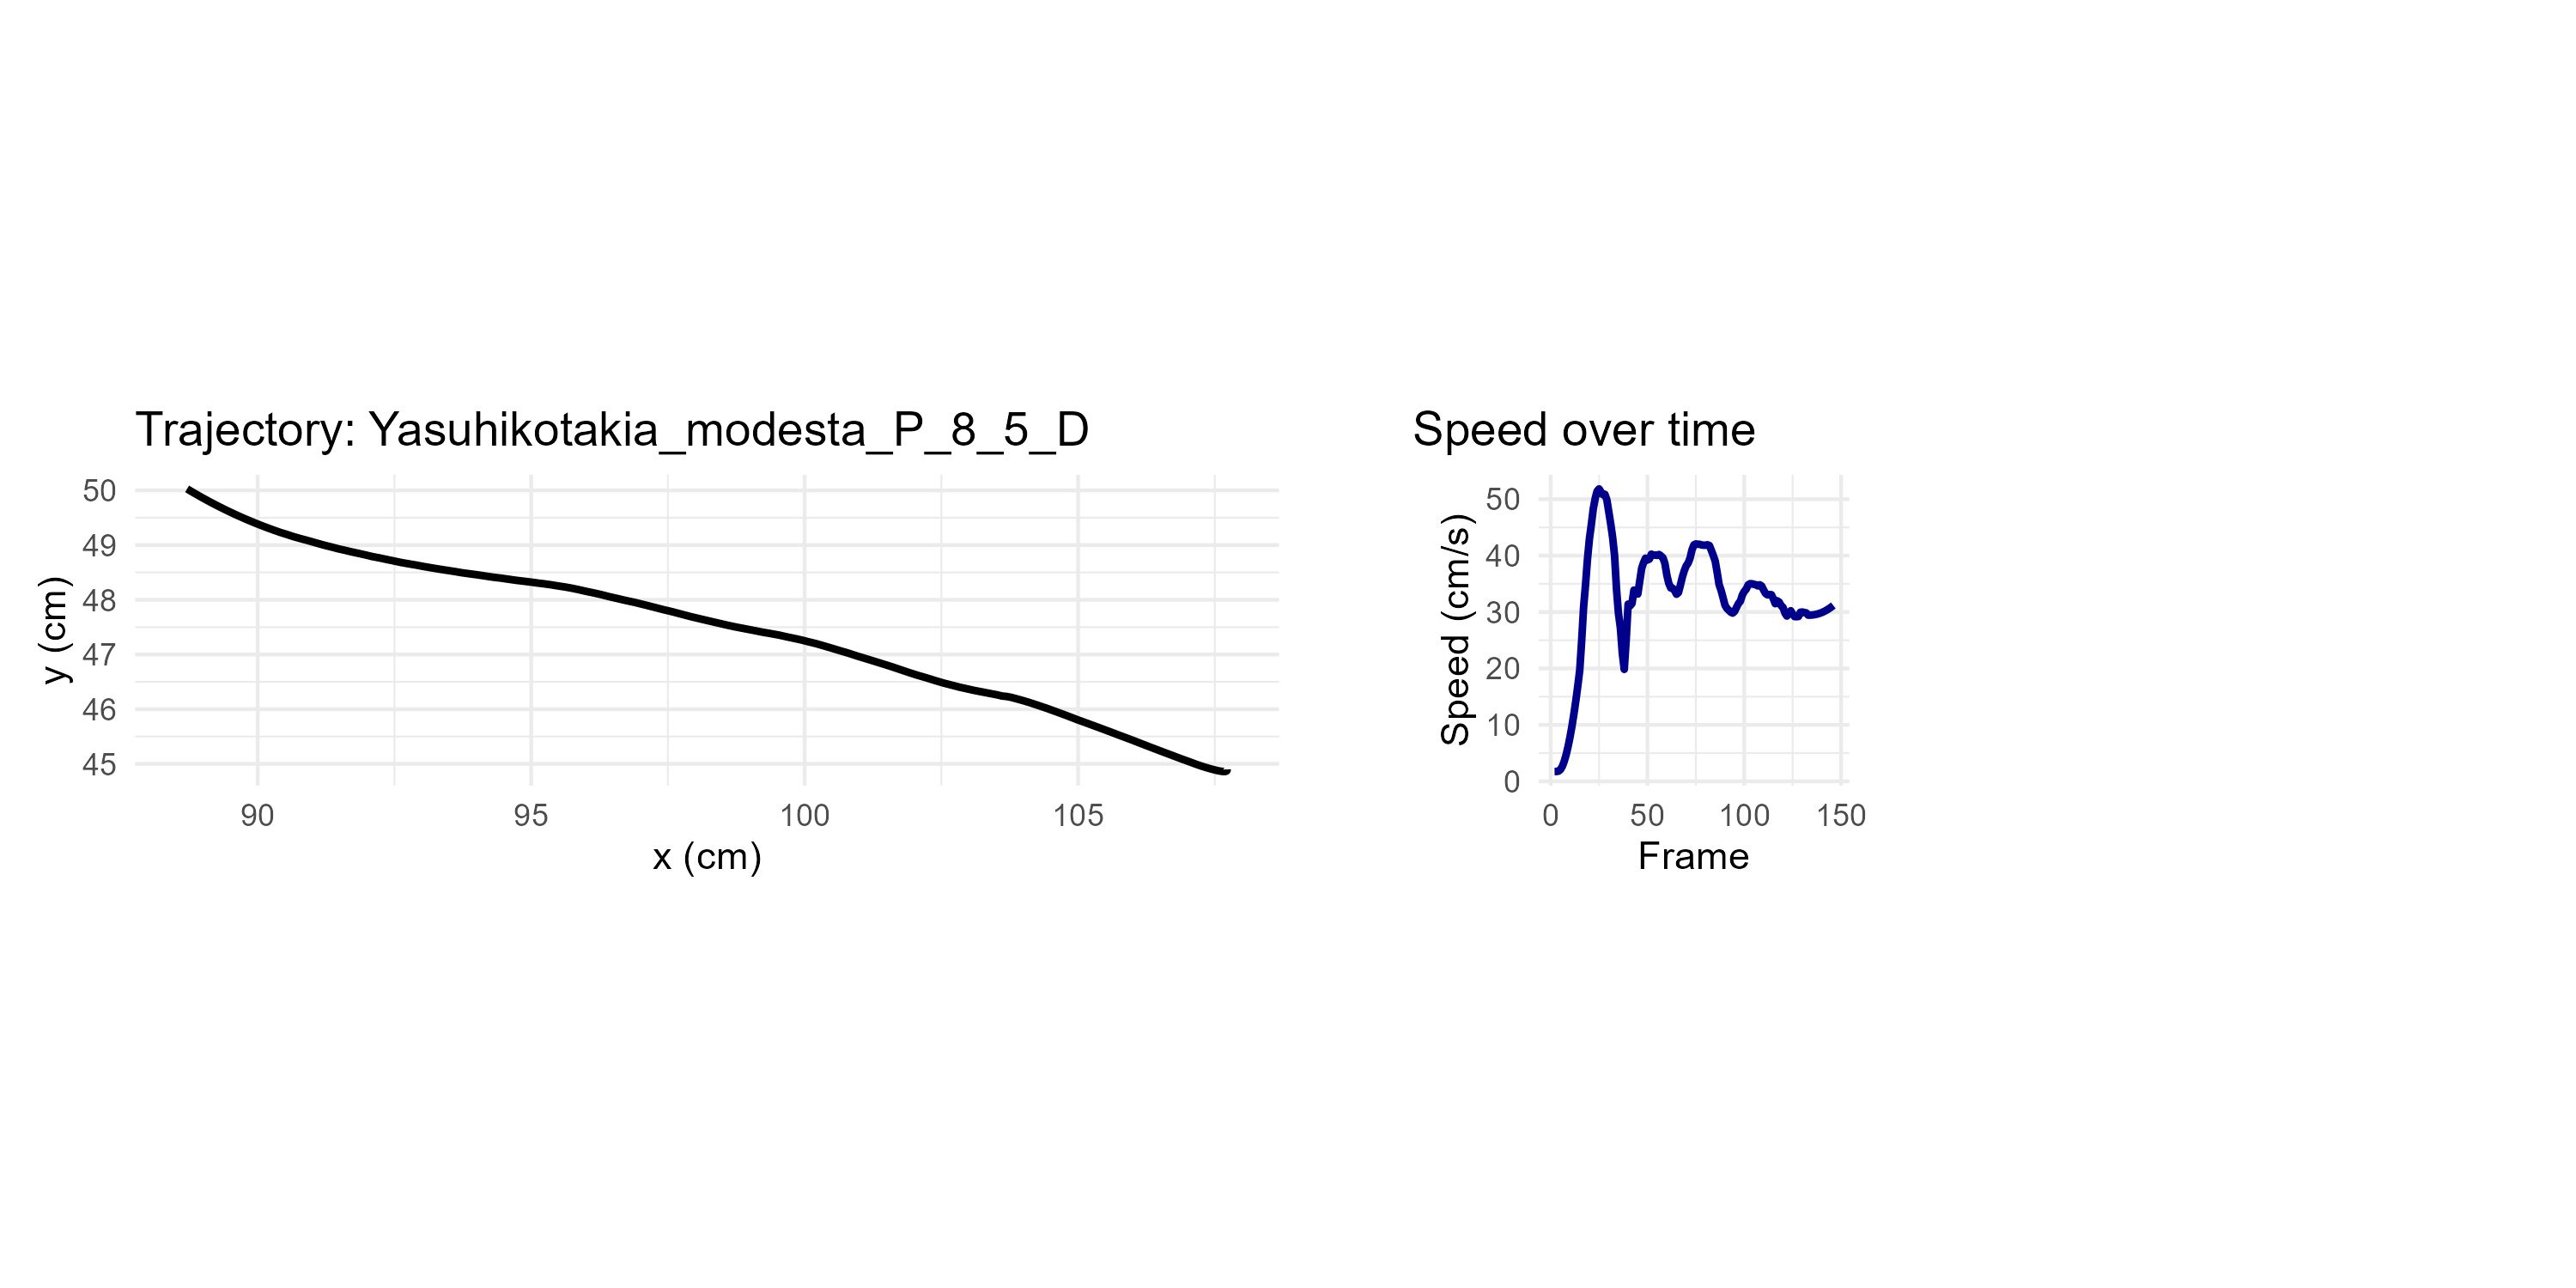 Trajectory: Yasuhikotakia_modesta_P_8_5_D
50
49
48
47
46
45
y (cm)
90 95 100 105
x (cm)
Speed over time
50
40
30
20
10
0
Speed (cm/s)
0 50 100 150
Frame